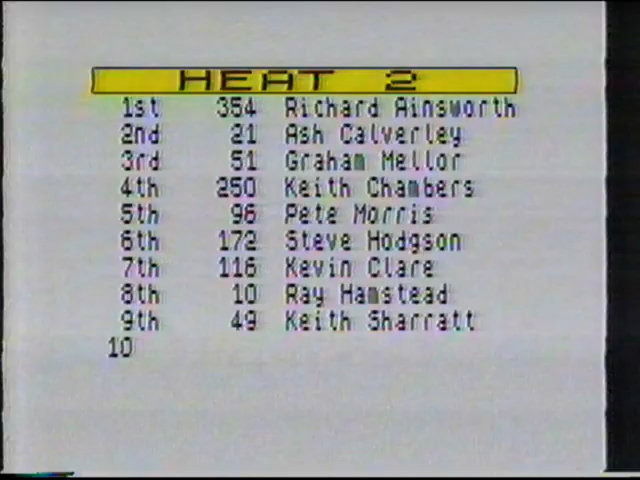 HEAT 2
1st 354 Richard Ainsworth
2nd 21 Ash Calverley
3rd 51 Graham Mellor
4th 250 Keith Chambers
5th 96 Pete Morris
6th 172 Steve Hodgson
7th 116 Kevin Clare
8th 10 Ray Hamstead
9th 49 Keith Sharratt
10